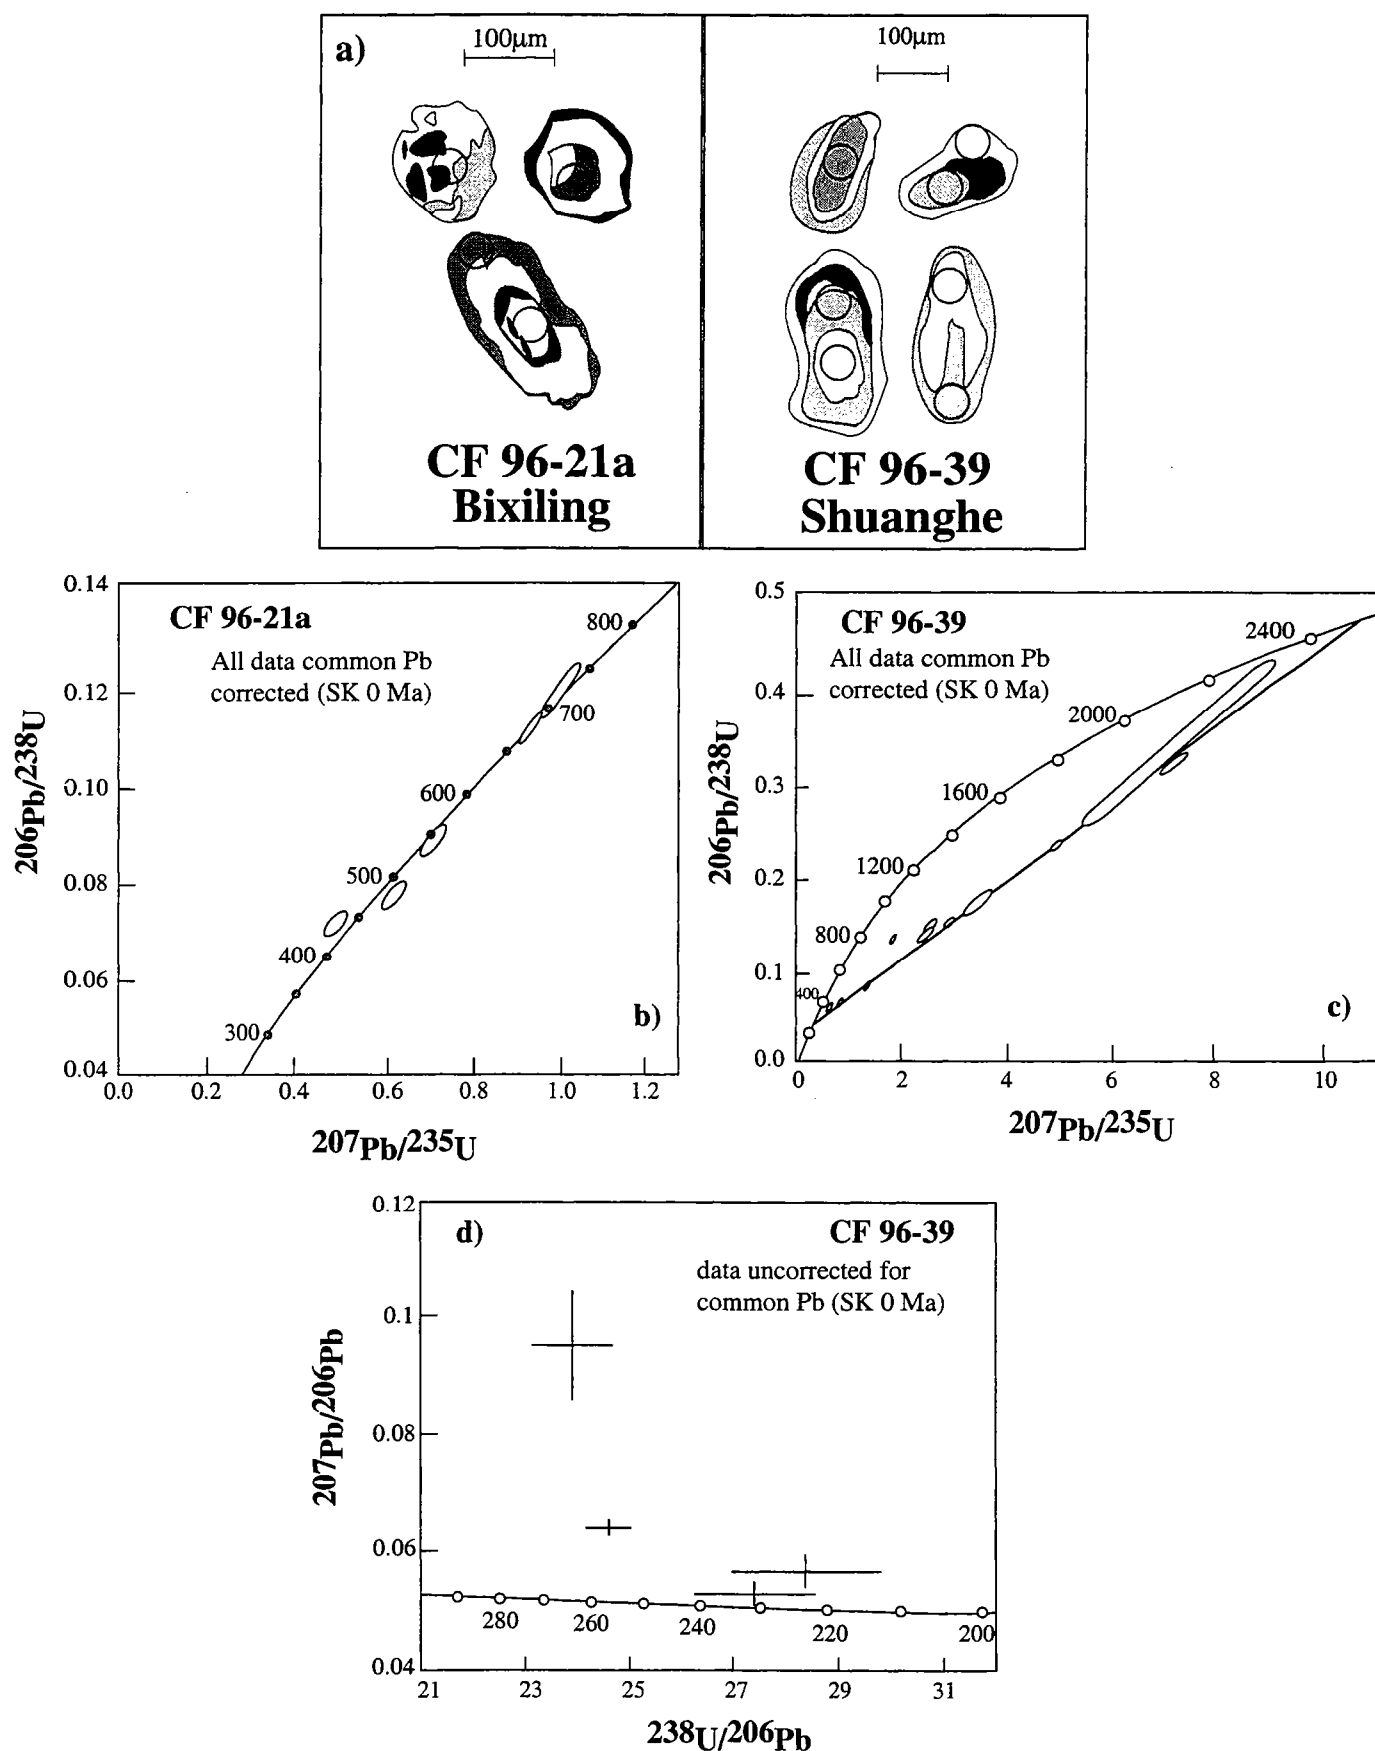 a)
100µm
100µm
CF 96-21a
Bixiling
CF 96-39
Shuanghe
0.14
0.12
0.10
0.08
0.06
0.04
206Pb/238U
CF 96-21a
All data common Pb
corrected (SK 0 Ma)
800
700
600
500
400
300
b)
0.0
0.2
0.4
0.6
0.8
1.0
1.2
207Pb/235U
0.5
0.4
0.3
0.2
0.1
0.0
206Pb/238U
CF 96-39
All data common Pb
corrected (SK 0 Ma)
2400
2000
1600
1200
800
400
c)
0
2
4
6
8
10
207Pb/235U
0.12
0.1
0.08
0.06
0.04
207Pb/206Pb
d)
CF 96-39
data uncorrected for
common Pb (SK 0 Ma)
280
260
240
220
200
21
23
25
27
29
31
238U/206Pb